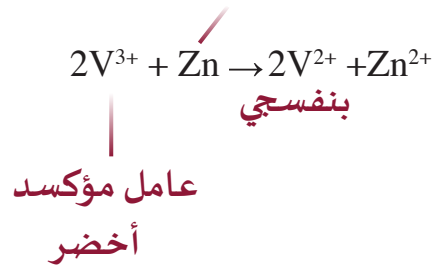 2V³⁺ + Zn → 2V²⁺ +Zn²⁺
بنفسجي
عامل مؤكسد
أخضر